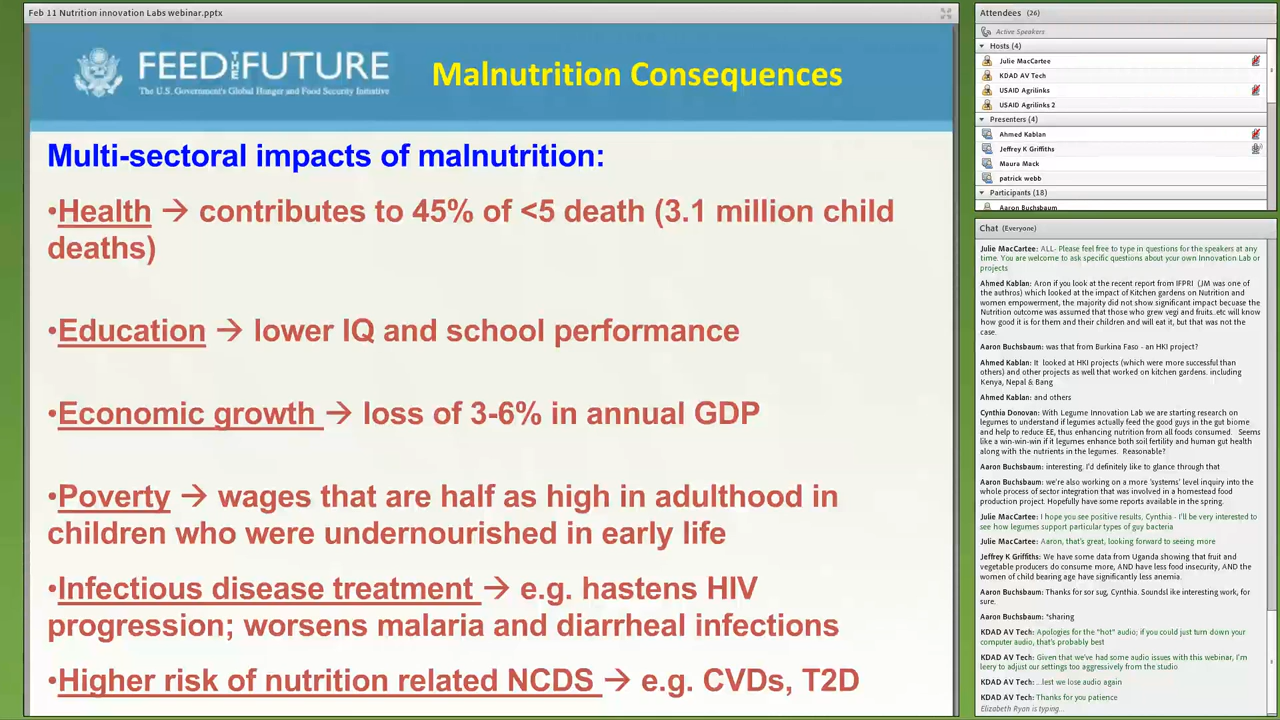 Feb 11 Nutrition innovation Labs webinar.pptx
FEED THE FUTURE
The U.S. Government's Global Hunger and Food Security Initiative
Malnutrition Consequences
Multi-sectoral impacts of malnutrition:
•Health → contributes to 45% of <5 death (3.1 million child
deaths)
•Education → lower IQ and school performance
•Economic growth → loss of 3-6% in annual GDP
•Poverty → wages that are half as high in adulthood in
children who were undernourished in early life
•Infectious disease treatment → e.g. hastens HIV
progression; worsens malaria and diarrheal infections
•Higher risk of nutrition related NCDS → e.g. CVDs, T2D
Attendees (26)
Active Speakers
Hosts (4)
Julie MacCartee
KDAD AV Tech
USAID Agrilinks
USAID Agrilinks 2
Presenters (4)
Ahmed Kablan
Jeffrey K Griffiths
Maura Mack
patrick webb
Participants (18)
Aaron Buchsbaum
Chat (Everyone)
Julie MacCartee: ALL- Please feel free to type in questions for the speakers at any
time. You are welcome to ask specific questions about your own Innovation Lab or
projects
Ahmed Kablan: Aron if you look at the recent report from IFPRI (JM was one of
the authros) which looked at the impact of Kitchen gardens on Nutrition and
women empowerment, the majority did not show significant impact becuase the
Nutrition outcome was assumed that those who grew vegi and fruits..etc will know
how good it is for them and their children and will eat it, but that was not the
case.
Aaron Buchsbaum: was that from Burkina Faso - an HKI project?
Ahmed Kablan: It looked at HKI projects (which were more successful than
others) and other projects as well that worked on kitchen gardens. including
Kenya, Nepal & Bang
Ahmed Kablan: and others
Cynthia Donovan: With Legume Innovation Lab we are starting research on
legumes to understand if legumes actually feed the good guys in the gut biome
and help to reduce EE, thus enhancing nutrition from all foods consumed. Seems
like a win-win-win if legumes enhance both soil fertility and human gut health
along with the nutrients in the legumes. Reasonable?
Aaron Buchsbaum: interesting. I'd definitely like to glance through that
Aaron Buchsbaum: we're also working on a more 'systems' level inquiry into the
whole process of sector integration that was involved in a homestead food
production project. Hopefully have some reports available in the spring.
Julie MacCartee: I hope you see positive results, Cynthia - I'll be very interested to
see how legumes support particular types of guy bacteria
Julie MacCartee: Aaron, that's great, looking forward to seeing more
Jeffrey K Griffiths: We have some data from Uganda showing that fruit and
vegetable producers do consume more, AND have less food insecurity, AND the
women of child bearing age have significantly less anemia.
Aaron Buchsbaum: Thanks for sor sug, Cynthia. SoundsI ke interesting work, for
sure.
Aaron Buchsbaum: *sharing
KDAD AV Tech: Apologies for the "hot" audio; if you could just turn down your
computer audio, that's probably best
KDAD AV Tech: Given that we've had some audio issues with this webinar, I'm
leery to adjust our settings too aggressively from the studio
KDAD AV Tech: ...lest we lose audio again
KDAD AV Tech: Thanks for you patience
Elizabeth Ryan is typing...